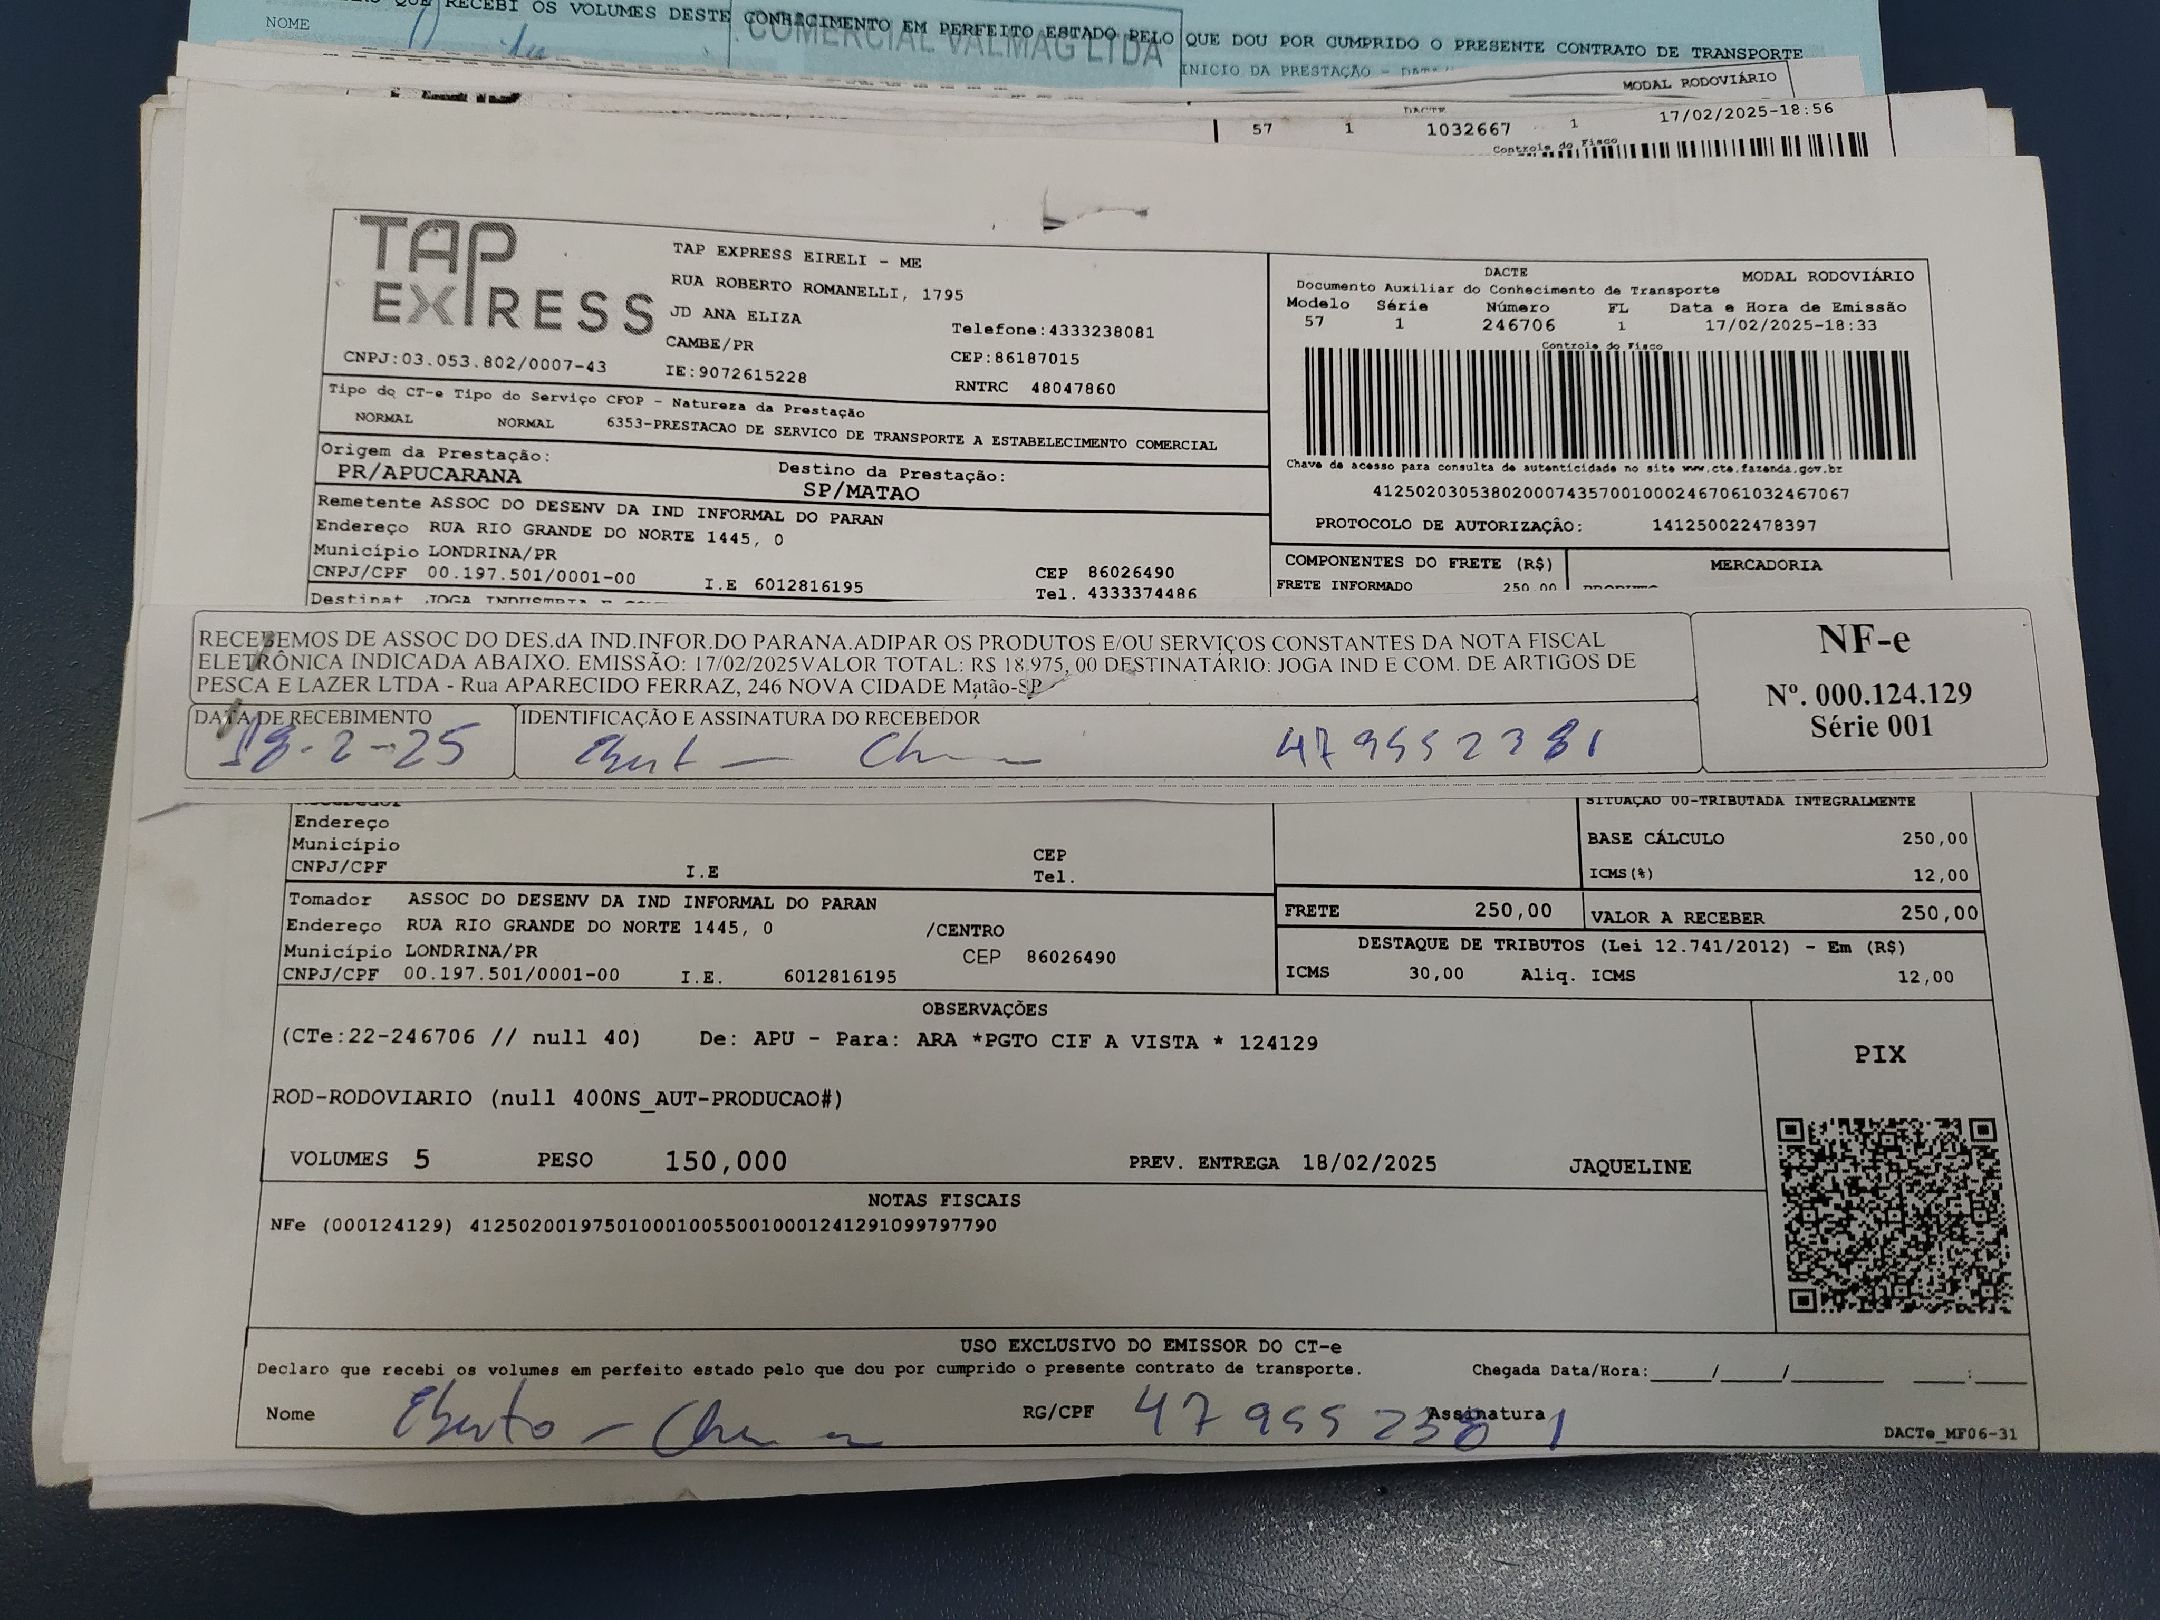 QUE RECEBI OS VOLUMES DESTE CONHECIMENTO EM PERFEITO ESTADO PELO QUE DOU POR CUMPRIDO O PRESENTE CONTRATO DE TRANSPORTE
NOME
COMERCIAL VALMAG LTDA
INICIO DA PRESTAÇÃO - DATA
MODAL RODOVIÁRIO
DACTE
57 1 1032667 1 17/02/2025-18:56
Controle do Fisco
TAP EXPRESS
TAP EXPRESS EIRELI - ME
RUA ROBERTO ROMANELLI, 1795
JD ANA ELIZA
Telefone:4333238081
CAMBE/PR
CEP:86187015
CNPJ:03.053.802/0007-43
IE:9072615228
RNTRC 48047860
DACTE MODAL RODOVIÁRIO
Documento Auxiliar do Conhecimento de Transporte
Modelo Série Número FL Data e Hora de Emissão
57 1 246706 1 17/02/2025-18:33
Controle do Fisco
Chave de acesso para consulta de autenticidade no site www.cte.fazenda.gov.br
41250203053802000743570010002467061032467067
PROTOCOLO DE AUTORIZAÇÃO: 141250022478397
Tipo do CT-e Tipo do Serviço CFOP - Natureza da Prestação
NORMAL NORMAL 6353-PRESTACAO DE SERVICO DE TRANSPORTE A ESTABELECIMENTO COMERCIAL
Origem da Prestação: Destino da Prestação:
PR/APUCARANA SP/MATAO
Remetente ASSOC DO DESENV DA IND INFORMAL DO PARAN
Endereço RUA RIO GRANDE DO NORTE 1445, 0
Município LONDRINA/PR CEP 86026490
CNPJ/CPF 00.197.501/0001-00 I.E 6012816195 Tel. 4333374486
COMPONENTES DO FRETE (R$) MERCADORIA
FRETE INFORMADO 250,00
Destinat JOGA INDUSTRIA E
RECEBEMOS DE ASSOC DO DES.dA IND.INFOR.DO PARANA.ADIPAR OS PRODUTOS E/OU SERVIÇOS CONSTANTES DA NOTA FISCAL
ELETRÔNICA INDICADA ABAIXO. EMISSÃO: 17/02/2025VALOR TOTAL: R$ 18.975,00 DESTINATÁRIO: JOGA IND E COM. DE ARTIGOS DE
PESCA E LAZER LTDA - Rua APARECIDO FERRAZ, 246 NOVA CIDADE Matão-SP
NF-e
Nº. 000.124.129
Série 001
DATA DE RECEBIMENTO IDENTIFICAÇÃO E ASSINATURA DO RECEBEDOR
18-2-25 479552381
Endereço
Município CEP
CNPJ/CPF I.E Tel.
SITUAÇÃO 00-TRIBUTADA INTEGRALMENTE
BASE CÁLCULO 250,00
ICMS(%) 12,00
Tomador ASSOC DO DESENV DA IND INFORMAL DO PARAN
Endereço RUA RIO GRANDE DO NORTE 1445, 0 /CENTRO
Município LONDRINA/PR CEP 86026490
CNPJ/CPF 00.197.501/0001-00 I.E. 6012816195
FRETE 250,00 VALOR A RECEBER 250,00
DESTAQUE DE TRIBUTOS (Lei 12.741/2012) - Em (R$)
ICMS 30,00 Aliq. ICMS 12,00
OBSERVAÇÕES
(CTe:22-246706 // null 40) De: APU - Para: ARA *PGTO CIF A VISTA * 124129
ROD-RODOVIARIO (null 400NS_AUT-PRODUCAO#)
PIX
VOLUMES 5 PESO 150,000 PREV. ENTREGA 18/02/2025 JAQUELINE
NOTAS FISCAIS
NFe (000124129) 41250200197501000100550010001241291099797790
USO EXCLUSIVO DO EMISSOR DO CT-e
Declaro que recebi os volumes em perfeito estado pelo que dou por cumprido o presente contrato de transporte. Chegada Data/Hora:____/____/____ ____:____
Nome RG/CPF 479552381 Assinatura
DACTe_MF06-31